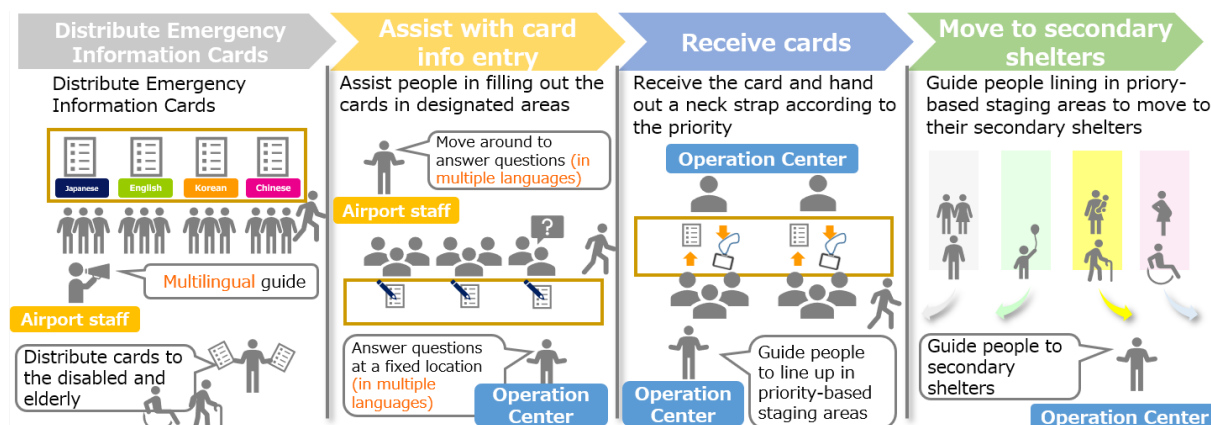 Distribute Emergency
Information Cards
Distribute Emergency
Information Cards
Japanese
English
Korean
Chinese
Multilingual guide
Airport staff
Distribute cards to
the disabled and
elderly
Assist with card
info entry
Assist people in filling out the
cards in designated areas
Move around to
answer questions (in
multiple languages)
Airport staff
?
Answer questions
at a fixed location
(in multiple
languages)
Operation
Center
Receive cards
Receive the card and hand
out a neck strap according to
the priority
Operation Center
Operation
Center
Guide people
to line up in
priority-based
staging areas
Move to secondary
shelters
Guide people lining in priory-
based staging areas to move to
their secondary shelters
Guide people to
secondary
shelters
Operation Center